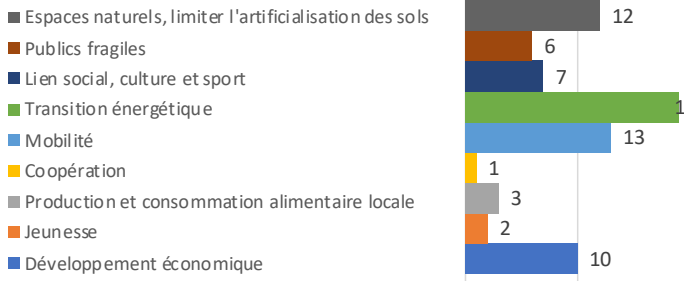 Espaces naturels, limiter l'artificialisation des sols 12
Publics fragiles 6
Lien social, culture et sport 7
Transition énergétique
Mobilité 13
Coopération 1
Production et consommation alimentaire locale 3
Jeunesse 2
Développement économique 10